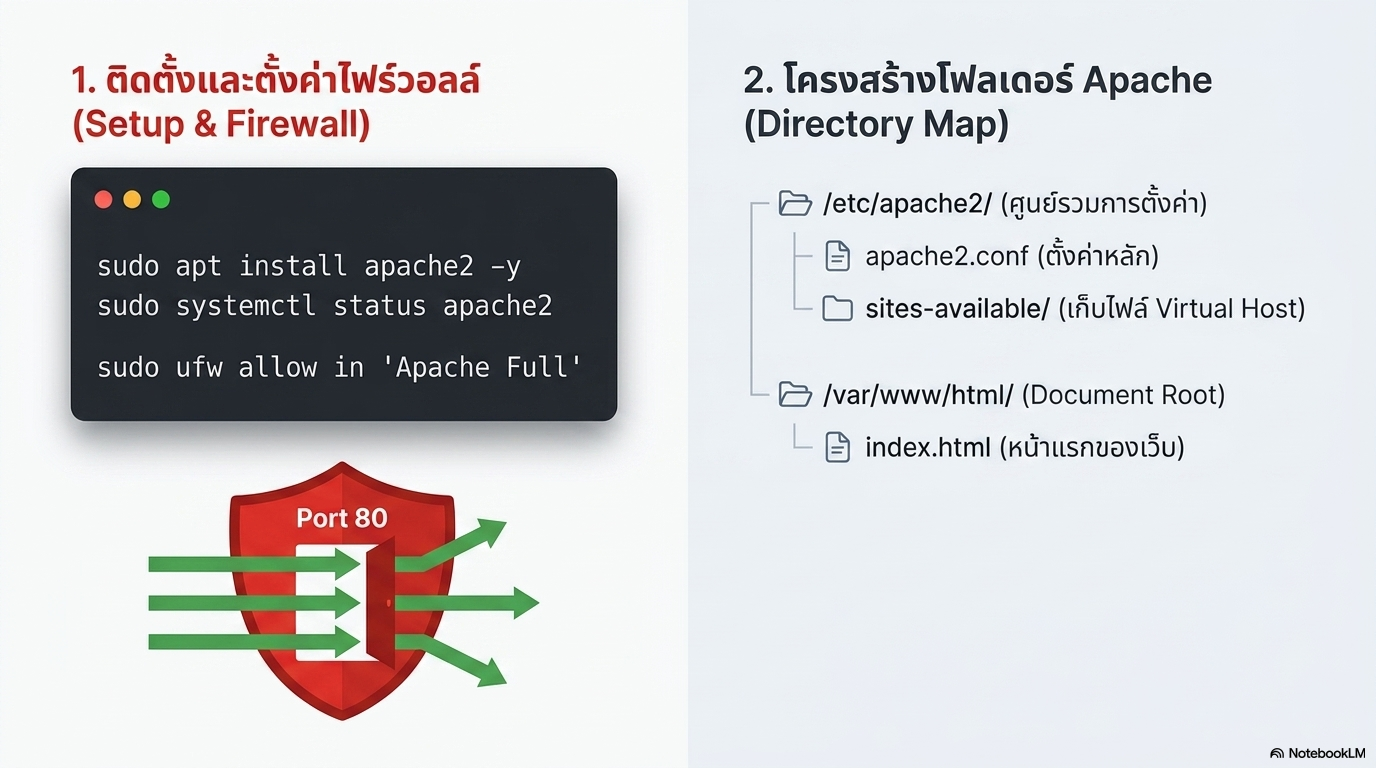 1. ติดตั้งและตั้งค่าไฟร์วอลล์
(Setup & Firewall)
sudo apt install apache2 –y
sudo systemctl status apache2
sudo ufw allow in 'Apache Full'
Port 80
2. โครงสร้างโฟลเดอร์ Apache
(Directory Map)
/etc/apache2/ (ศูนย์รวมการตั้งค่า)
apache2.conf (ตั้งค่าหลัก)
sites-available/ (เก็บไฟล์ Virtual Host)
/var/www/html/ (Document Root)
index.html (หน้าแรกของเว็บ)
NotebookLM